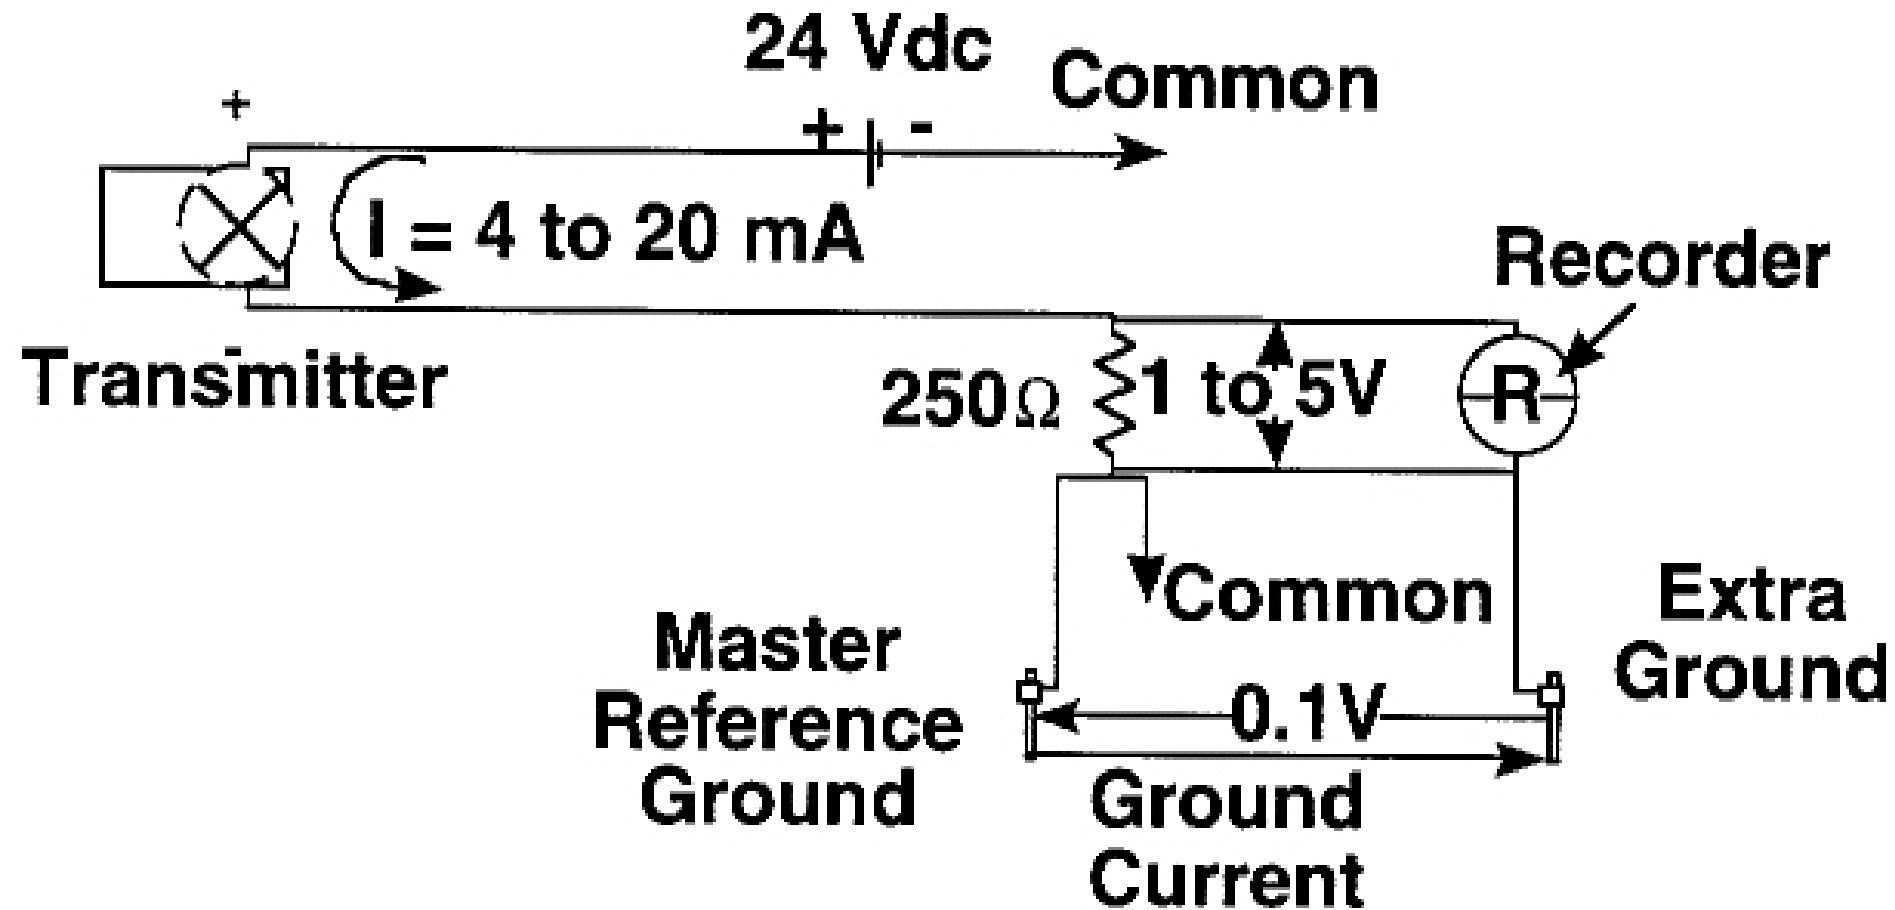 24 Vdc
Common
+
+ -
I = 4 to 20 mA
Recorder
-
Transmitter
250Ω
1 to 5V
R
Common
Extra
Ground
Master
Reference
Ground
0.1V
Ground
Current